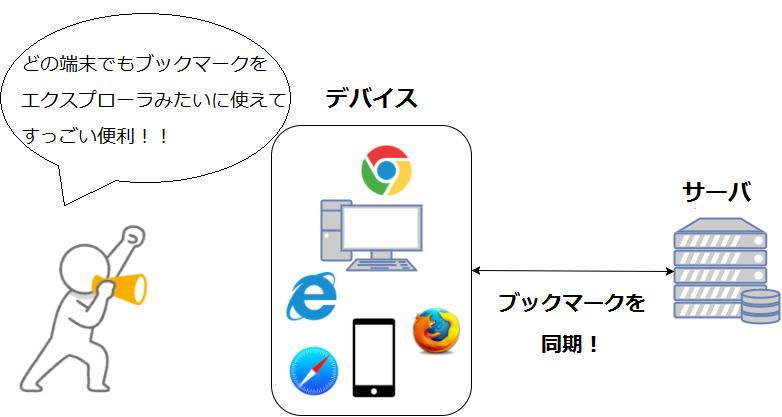 どの端末でもブックマークを
エクスプローラみたいに使えて
すっごい便利！！
デバイス
サーバ
ブックマークを
同期！